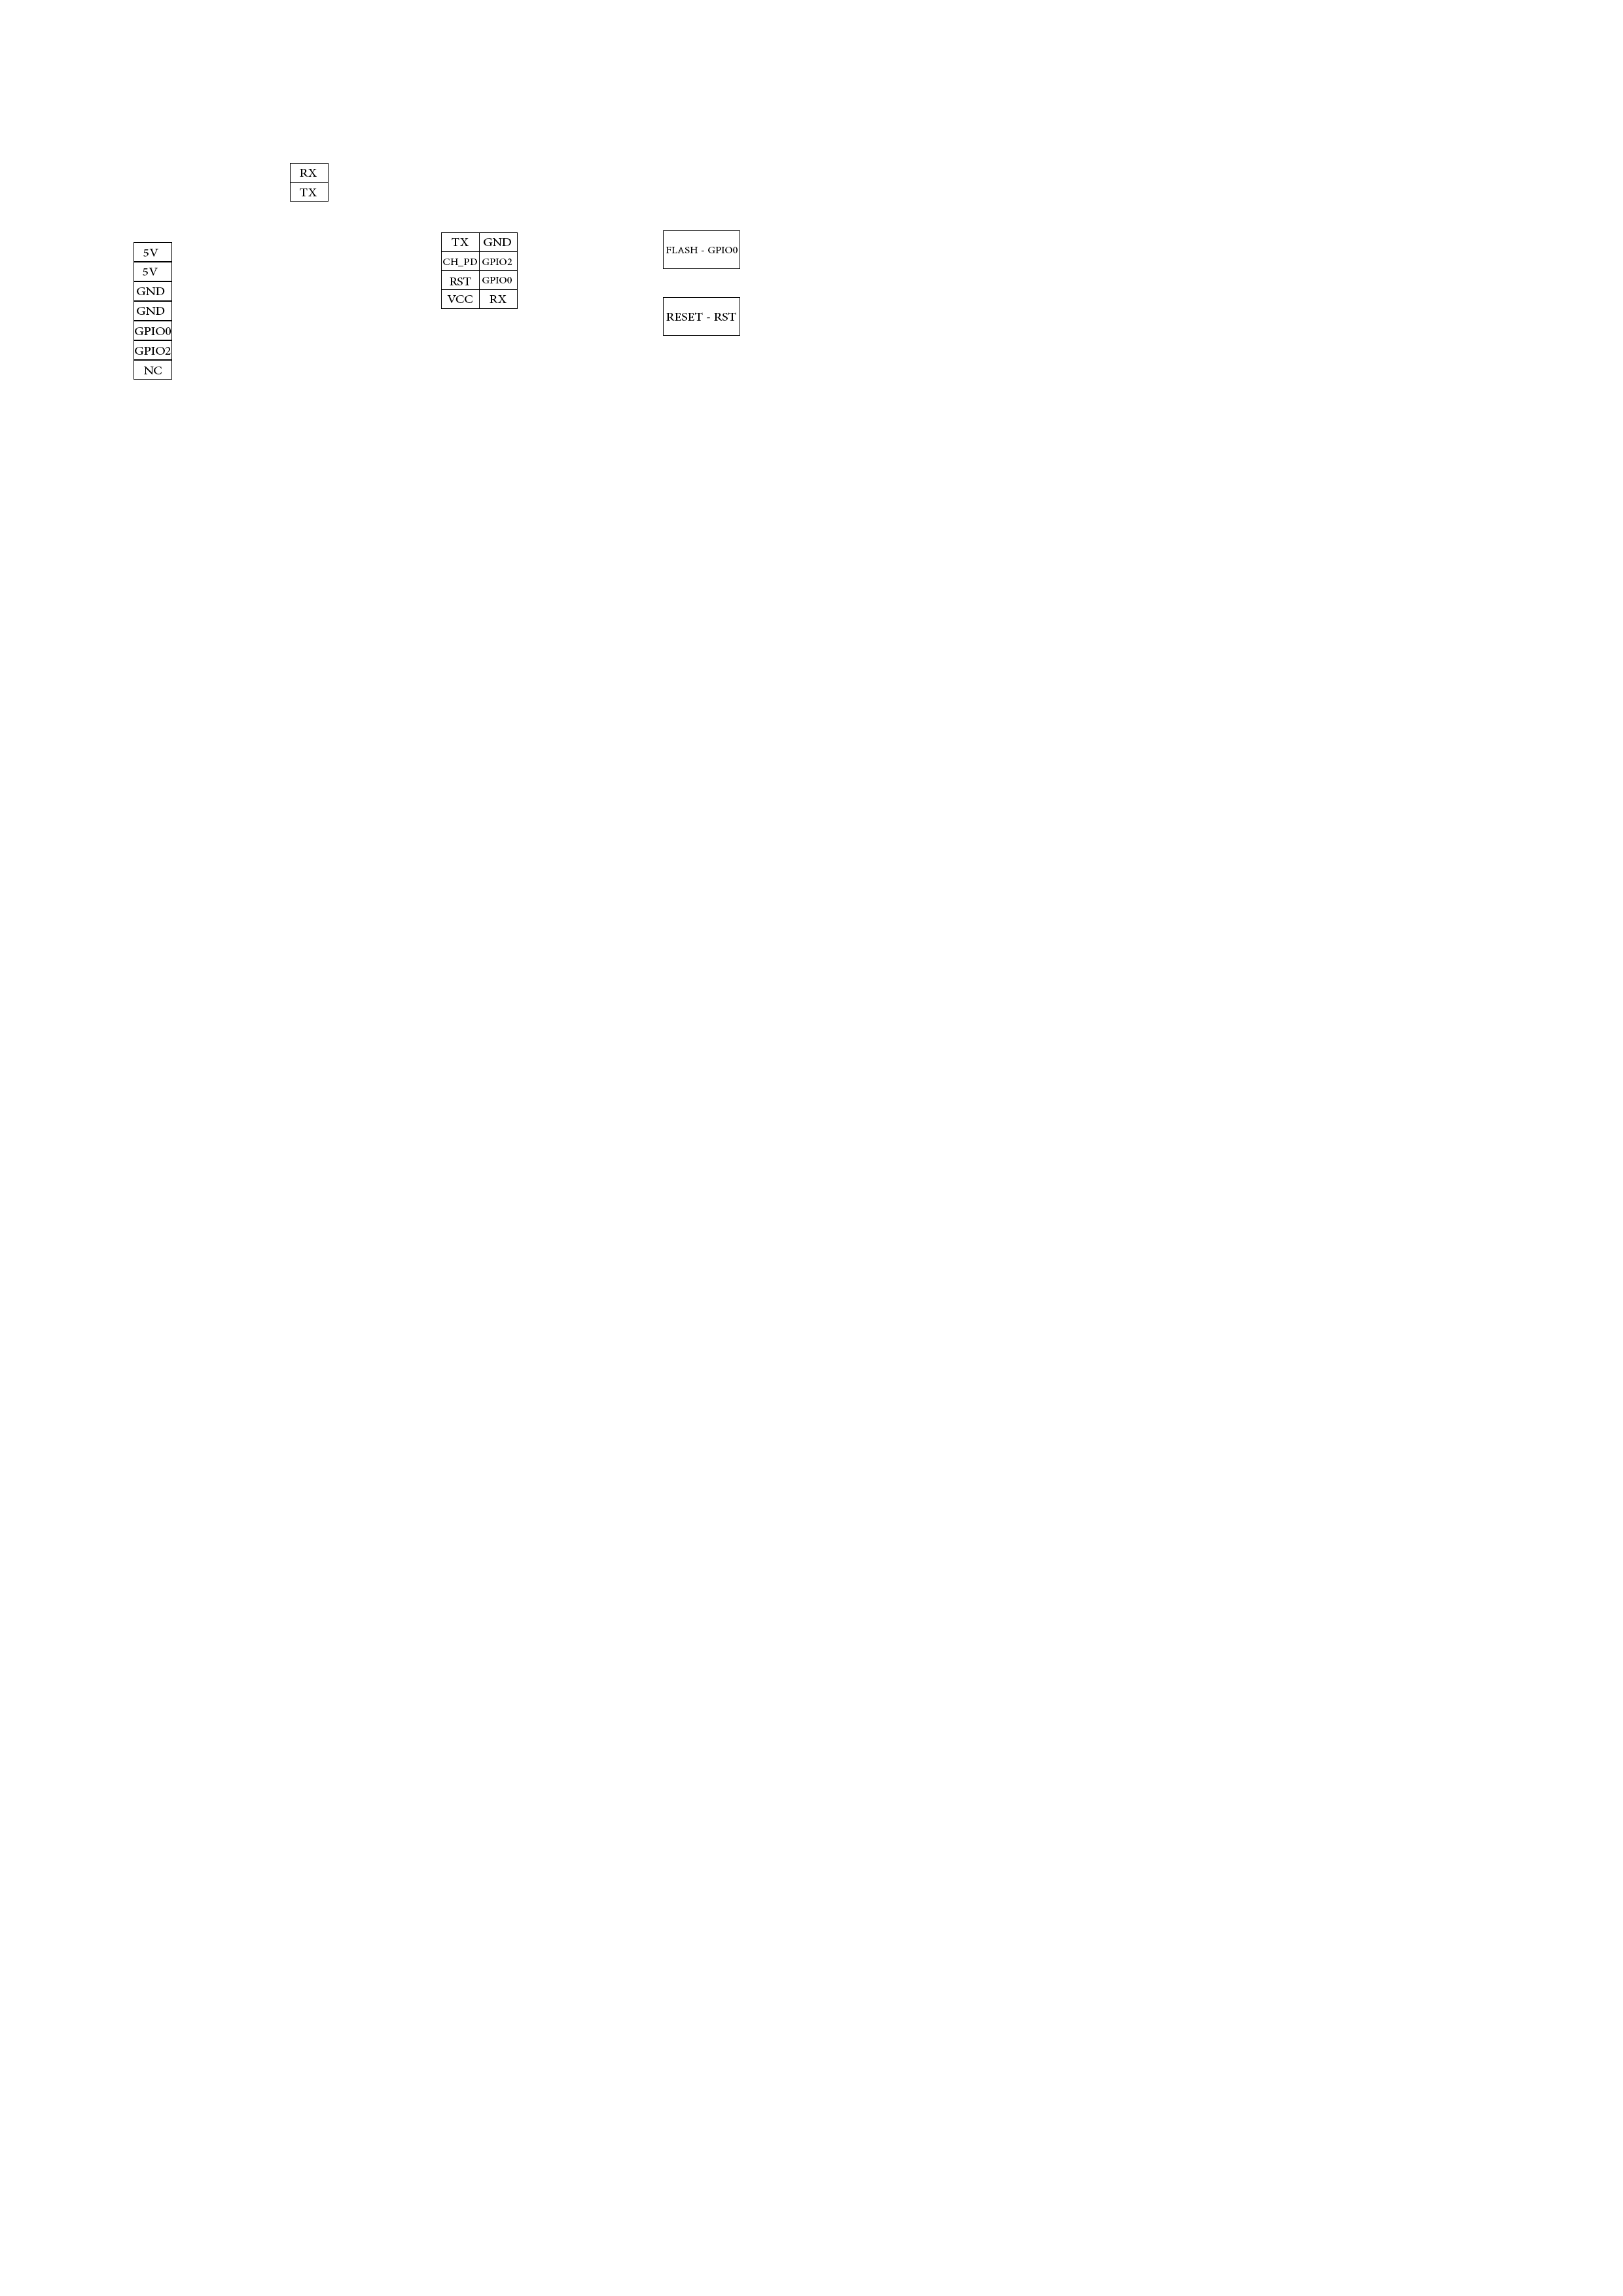 RX
TX
5V
5V
GND
GND
GPIO0
GPIO2
NC
TX GND
CH_PD GPIO2
RST GPIO0
VCC RX
FLASH - GPIO0
RESET - RST